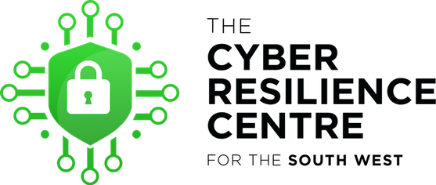 THE
CYBER
RESILIENCE
CENTRE
FOR THE SOUTH WEST